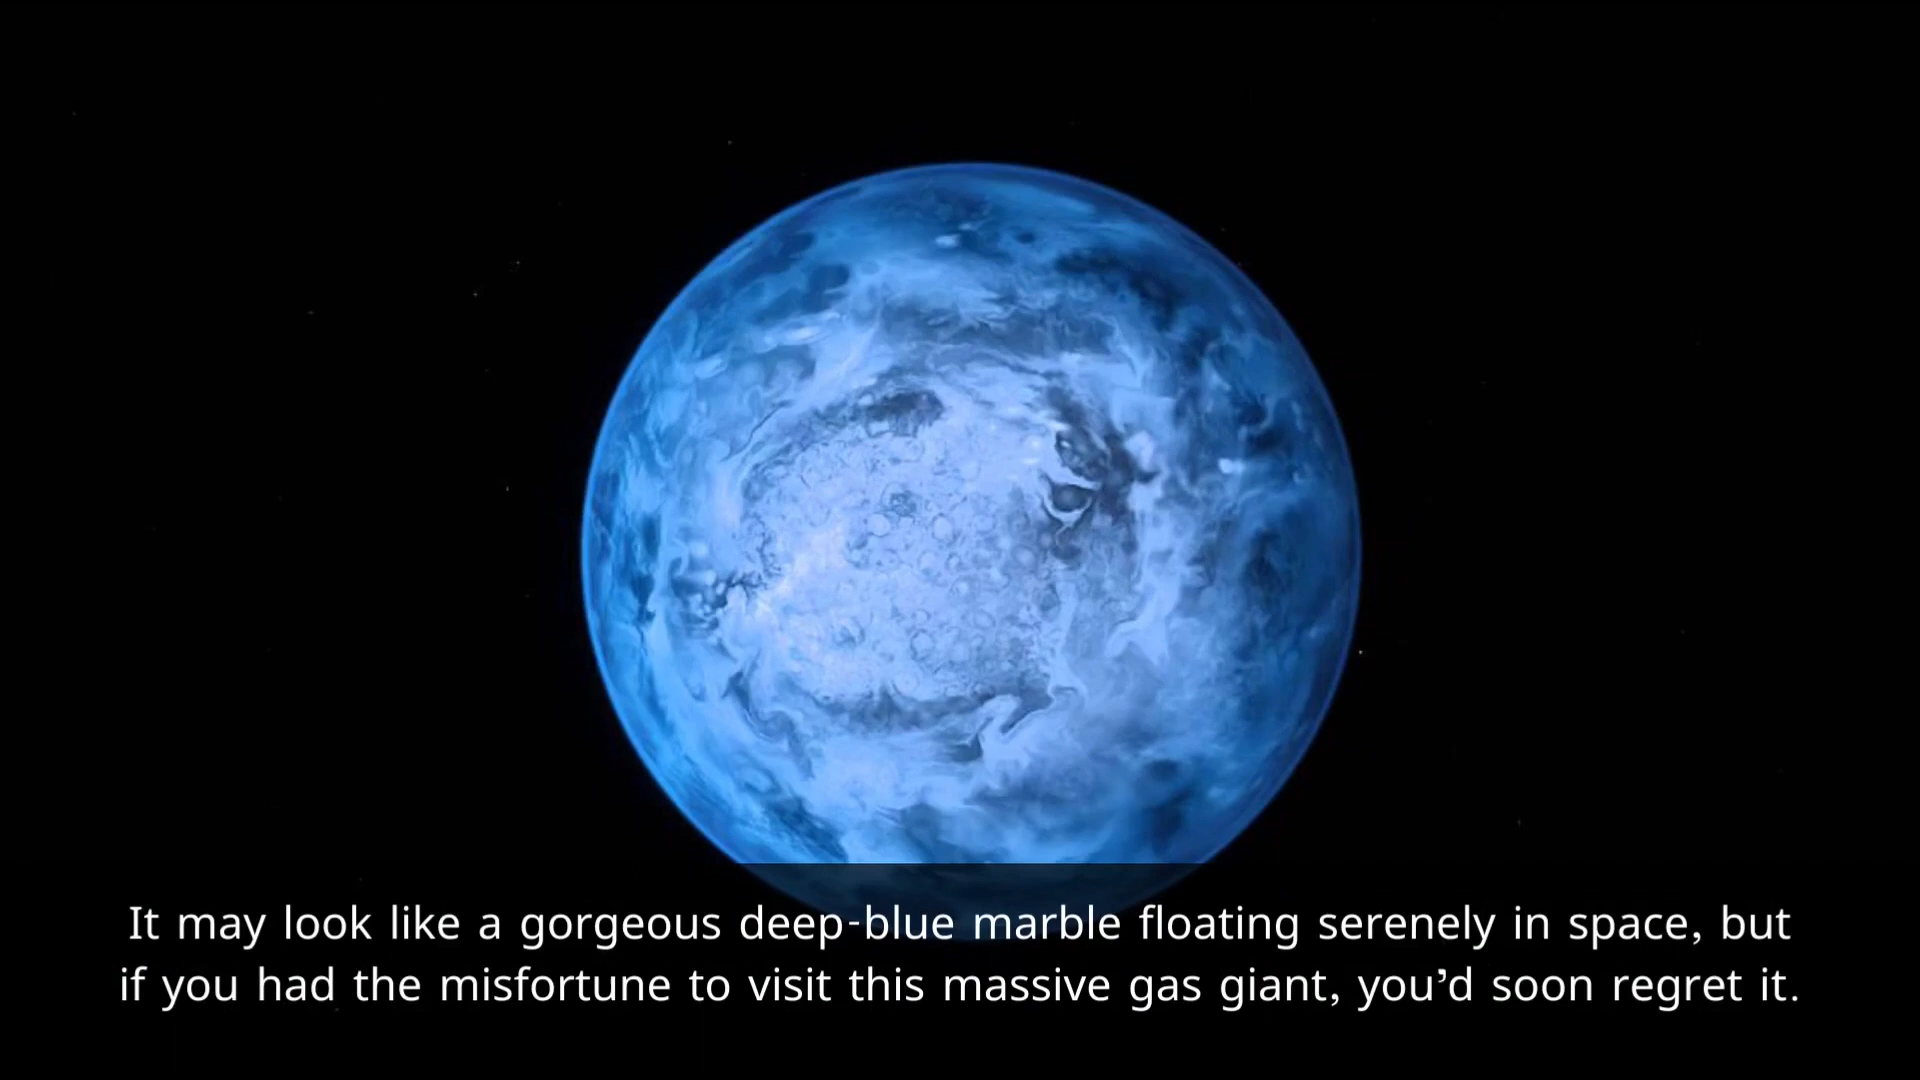 It may look like a gorgeous deep-blue marble floating serenely in space, but
if you had the misfortune to visit this massive gas giant, you’d soon regret it.